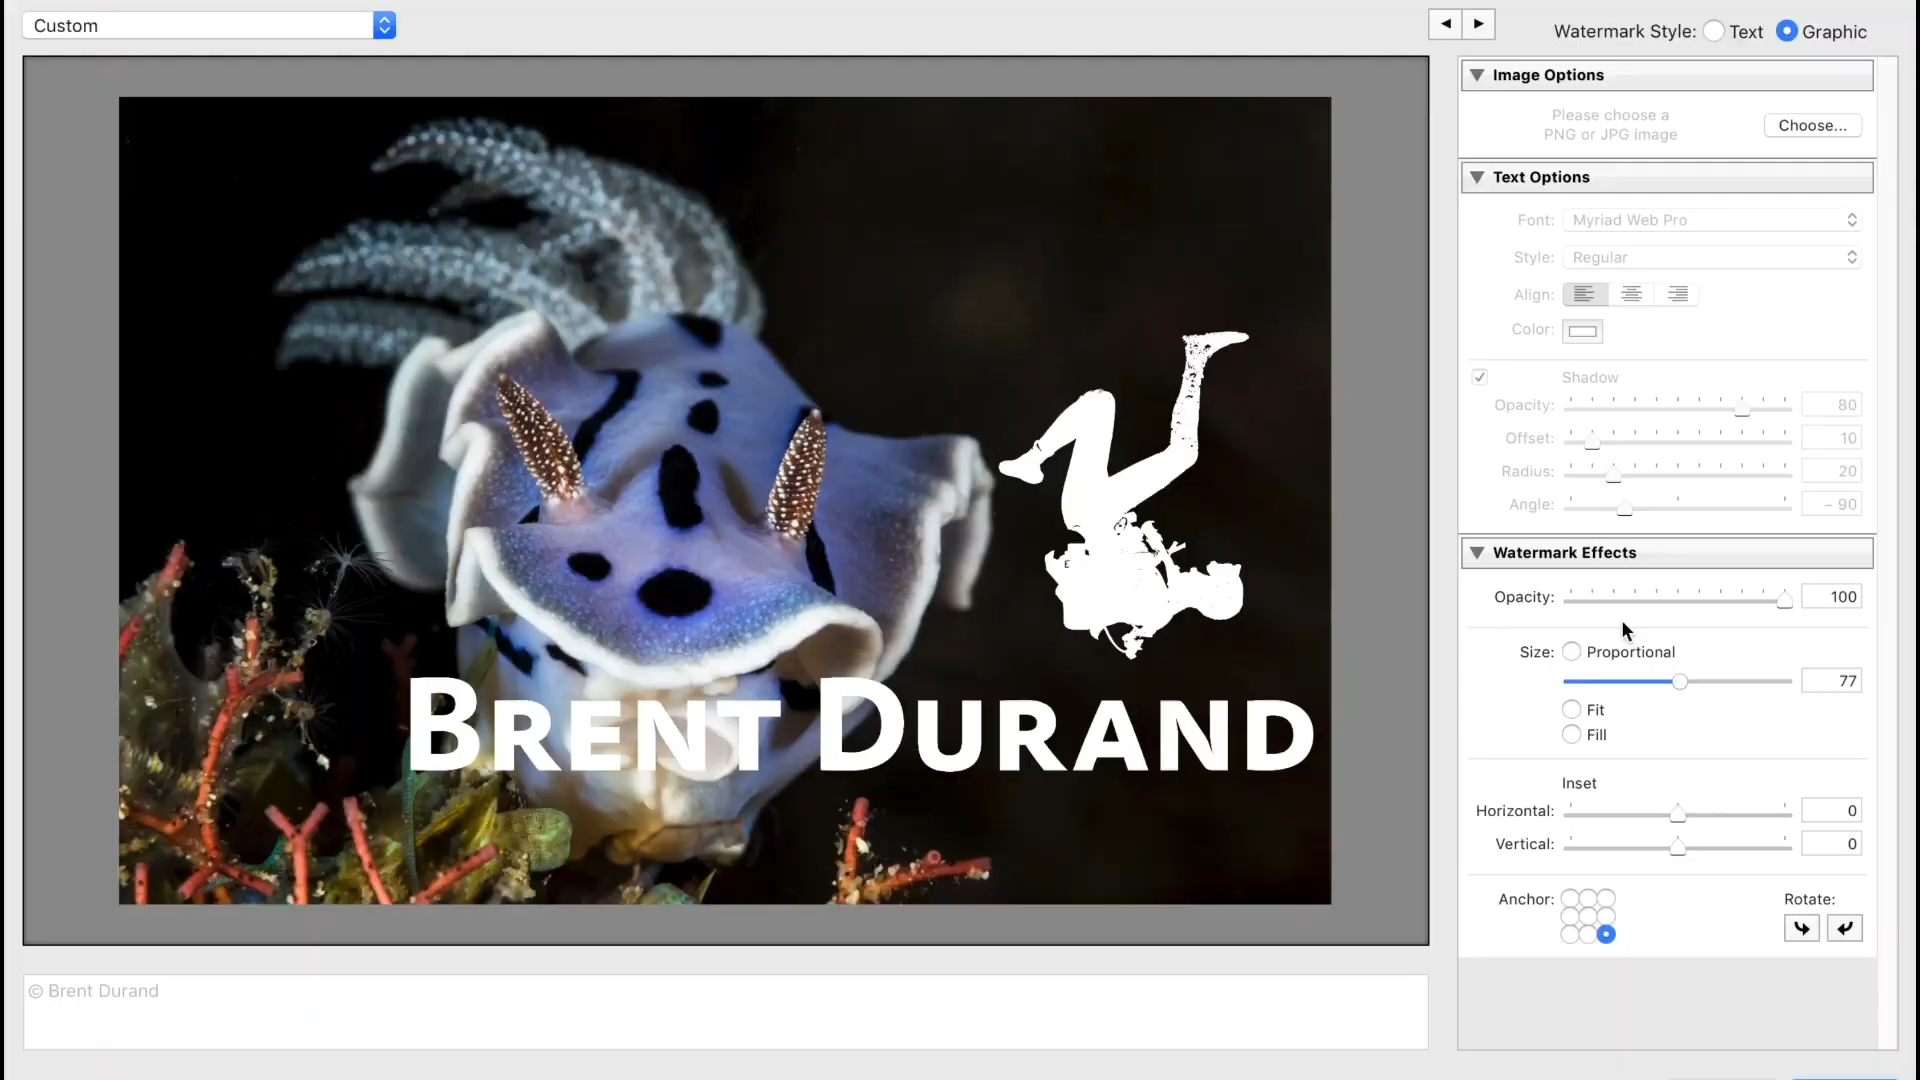 Custom
◀ ▶
Watermark Style: Text Graphic
Image Options
Please choose a
PNG or JPG image
Choose...
Text Options
Font: Myriad Web Pro
Style: Regular
Align:
Color:
Shadow
Opacity: 80
Offset: 10
Radius: 20
Angle: – 90
Watermark Effects
Opacity: 100
Size: Proportional
77
Fit
Fill
Inset
Horizontal: 0
Vertical: 0
Anchor: Rotate:
BRENT DURAND
© Brent Durand